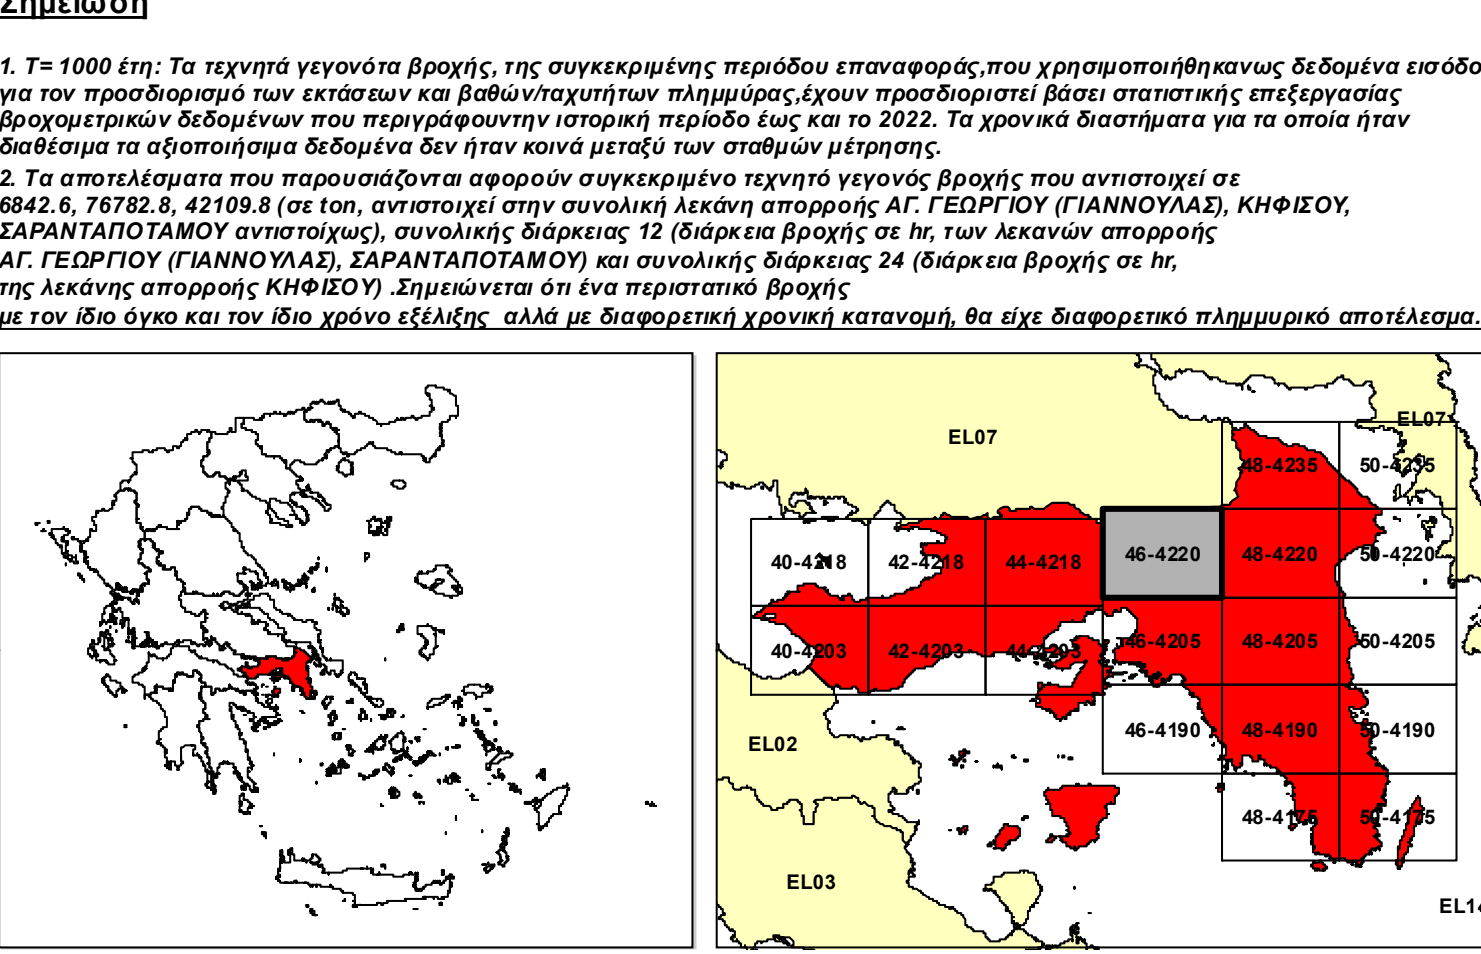 Σημείωση
1. Τ= 1000 έτη: Τα τεχνητά γεγονότα βροχής, της συγκεκριμένης περιόδου επαναφοράς,που χρησιμοποιήθηκανως δεδομένα εισόδο
για τον προσδιορισμό των εκτάσεων και βαθών/ταχυτήτων πλημμύρας,έχουν προσδιοριστεί βάσει στατιστικής επεξεργασίας
βροχομετρικών δεδομένων που περιγράφουντην ιστορική περίοδο έως και το 2022. Τα χρονικά διαστήματα για τα οποία ήταν
διαθέσιμα τα αξιοποιήσιμα δεδομένα δεν ήταν κοινά μεταξύ των σταθμών μέτρησης.
2. Τα αποτελέσματα που παρουσιάζονται αφορούν συγκεκριμένο τεχνητό γεγονός βροχής που αντιστοιχεί σε
6842.6, 76782.8, 42109.8 (σε ton, αντιστοιχεί στην συνολική λεκάνη απορροής ΑΓ. ΓΕΩΡΓΙΟΥ (ΓΙΑΝΝΟΥΛΑΣ), ΚΗΦΙΣΟΥ,
ΣΑΡΑΝΤΑΠΟΤΑΜΟΥ αντιστοίχως), συνολικής διάρκειας 12 (διάρκεια βροχής σε hr, των λεκανών απορροής
ΑΓ. ΓΕΩΡΓΙΟΥ (ΓΙΑΝΝΟΥΛΑΣ), ΣΑΡΑΝΤΑΠΟΤΑΜΟΥ) και συνολικής διάρκειας 24 (διάρκεια βροχής σε hr,
της λεκάνης απορροής ΚΗΦΙΣΟΥ) .Σημειώνεται ότι ένα περιστατικό βροχής
με τον ίδιο όγκο και τον ίδιο χρόνο εξέλιξης αλλά με διαφορετική χρονική κατανομή, θα είχε διαφορετικό πλημμυρικό αποτέλεσμα.
EL07
EL07
48-4235 50-4235
40-4218 42-4218 44-4218 46-4220 48-4220 50-4220
40-4203 42-4203 44-4203 46-4205 48-4205 50-4205
EL02
46-4190 48-4190 50-4190
48-4175 50-4175
EL03
EL14